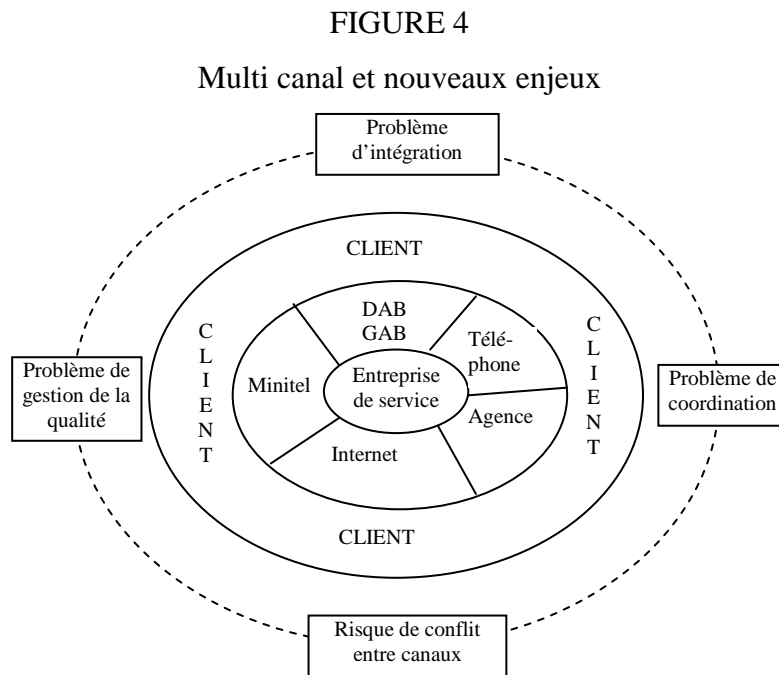 FIGURE 4
Multi canal et nouveaux enjeux
Problème
d'intégration
CLIENT
DAB
GAB
Télé-
phone
Minitel
Entreprise
de service
Agence
Internet
C
L
I
E
N
T
C
L
I
E
N
T
Problème de
gestion de la
qualité
Problème de
coordination
CLIENT
Risque de conflit
entre canaux